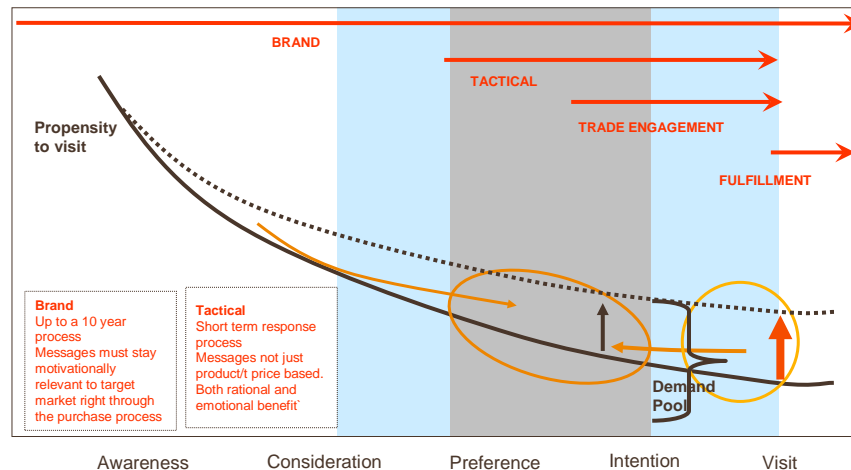 BRAND
TACTICAL
TRADE ENGAGEMENT
FULFILLMENT
Propensity
to visit
Brand
Up to a 10 year
process
Messages must stay
motivationally
relevant to target
market right through
the purchase process
Tactical
Short term response
process
Messages not just
product/t price based.
Both rational and
emotional benefit`
Demand
Pool
Awareness
Consideration
Preference
Intention
Visit